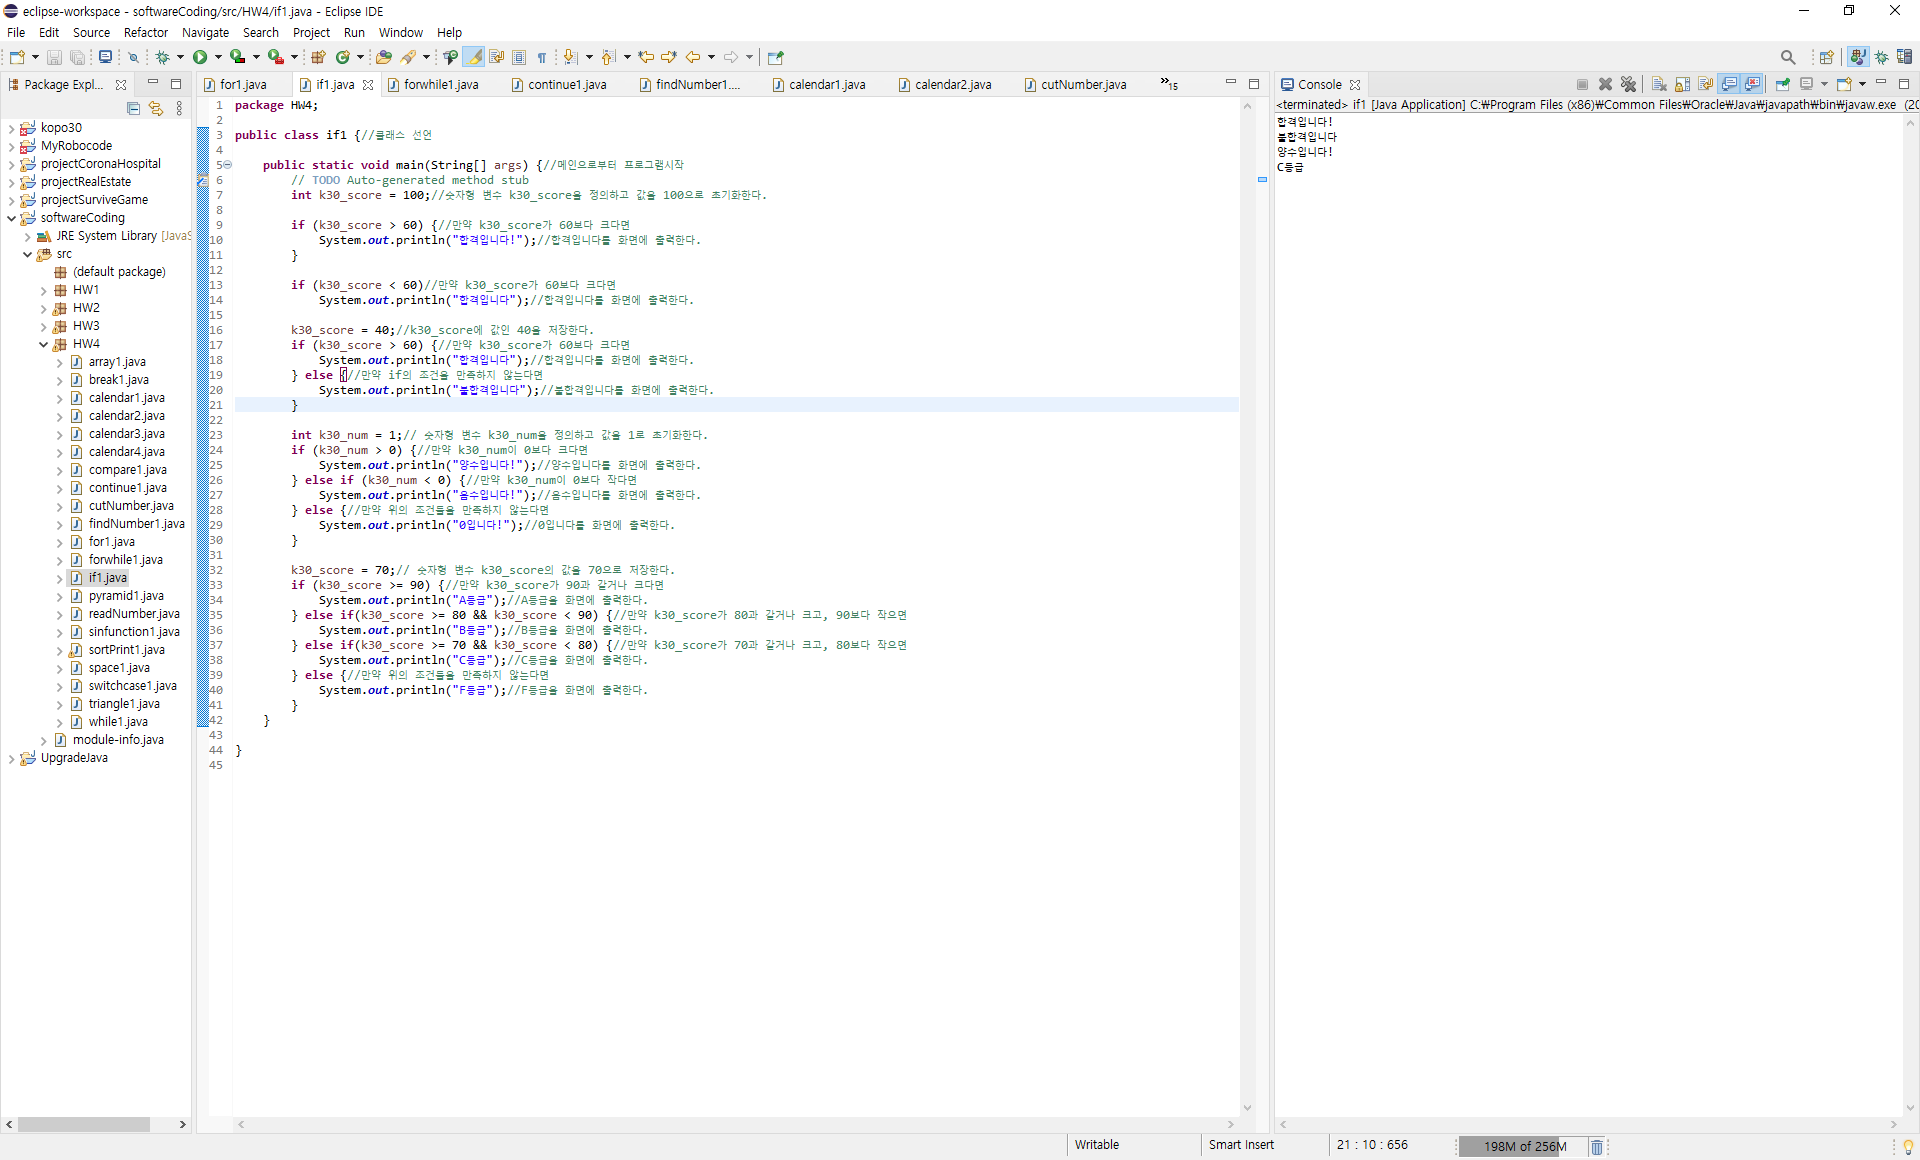 eclipse-workspace - softwareCoding/src/HW4/if1.java - Eclipse IDE
File Edit Source Refactor Navigate Search Project Run Window Help
Package Expl...
kopo30
MyRobocode
projectCoronaHospital
projectRealEstate
projectSurviveGame
softwareCoding
JRE System Library [JavaS
src
(default package)
HW1
HW2
HW3
HW4
array1.java
break1.java
calendar1.java
calendar2.java
calendar3.java
calendar4.java
compare1.java
continue1.java
cutNumber.java
findNumber1.java
for1.java
forwhile1.java
if1.java
pyramid1.java
readNumber.java
sinfunction1.java
sortPrint1.java
space1.java
switchcase1.java
triangle1.java
while1.java
module-info.java
UpgradeJava
for1.java if1.java forwhile1.java continue1.java findNumber1.... calendar1.java calendar2.java cutNumber.java »15
1 package HW4;
2
3 public class if1 {//클래스 선언
4
5 public static void main(String[] args) {//메인으로부터 프로그램시작
6 // TODO Auto-generated method stub
7 int k30_score = 100;//숫자형 변수 k30_score을 정의하고 값을 100으로 초기화한다.
8
9 if (k30_score > 60) {//만약 k30_score가 60보다 크다면
10 System.out.println("합격입니다!");//합격입니다를 화면에 출력한다.
11 }
12
13 if (k30_score < 60)//만약 k30_score가 60보다 크다면
14 System.out.println("합격입니다");//합격입니다를 화면에 출력한다.
15
16 k30_score = 40;//k30_score에 값인 40을 저장한다.
17 if (k30_score > 60) {//만약 k30_score가 60보다 크다면
18 System.out.println("합격입니다");//합격입니다를 화면에 출력한다.
19 } else {//만약 if의 조건을 만족하지 않는다면
20 System.out.println("불합격입니다");//불합격입니다를 화면에 출력한다.
21 }
22
23 int k30_num = 1;// 숫자형 변수 k30_num을 정의하고 값을 1로 초기화한다.
24 if (k30_num > 0) {//만약 k30_num이 0보다 크다면
25 System.out.println("양수입니다!");//양수입니다를 화면에 출력한다.
26 } else if (k30_num < 0) {//만약 k30_num이 0보다 작다면
27 System.out.println("음수입니다!");//음수입니다를 화면에 출력한다.
28 } else {//만약 위의 조건들을 만족하지 않는다면
29 System.out.println("0입니다!");//0입니다를 화면에 출력한다.
30 }
31
32 k30_score = 70;// 숫자형 변수 k30_score의 값을 70으로 저장한다.
33 if (k30_score >= 90) {//만약 k30_score가 90과 같거나 크다면
34 System.out.println("A등급");//A등급을 화면에 출력한다.
35 } else if(k30_score >= 80 && k30_score < 90) {//만약 k30_score가 80과 같거나 크고, 90보다 작으면
36 System.out.println("B등급");//B등급을 화면에 출력한다.
37 } else if(k30_score >= 70 && k30_score < 80) {//만약 k30_score가 70과 같거나 크고, 80보다 작으면
38 System.out.println("C등급");//C등급을 화면에 출력한다.
39 } else {//만약 위의 조건들을 만족하지 않는다면
40 System.out.println("F등급");//F등급을 화면에 출력한다.
41 }
42 }
43
44 }
45
Console
<terminated> if1 [Java Application] C:₩Program Files (x86)₩Common Files₩Oracle₩Java₩javapath₩bin₩javaw.exe (20
합격입니다!
불합격입니다
양수입니다!
C등급
Writable Smart Insert 21 : 10 : 656 198M of 256M